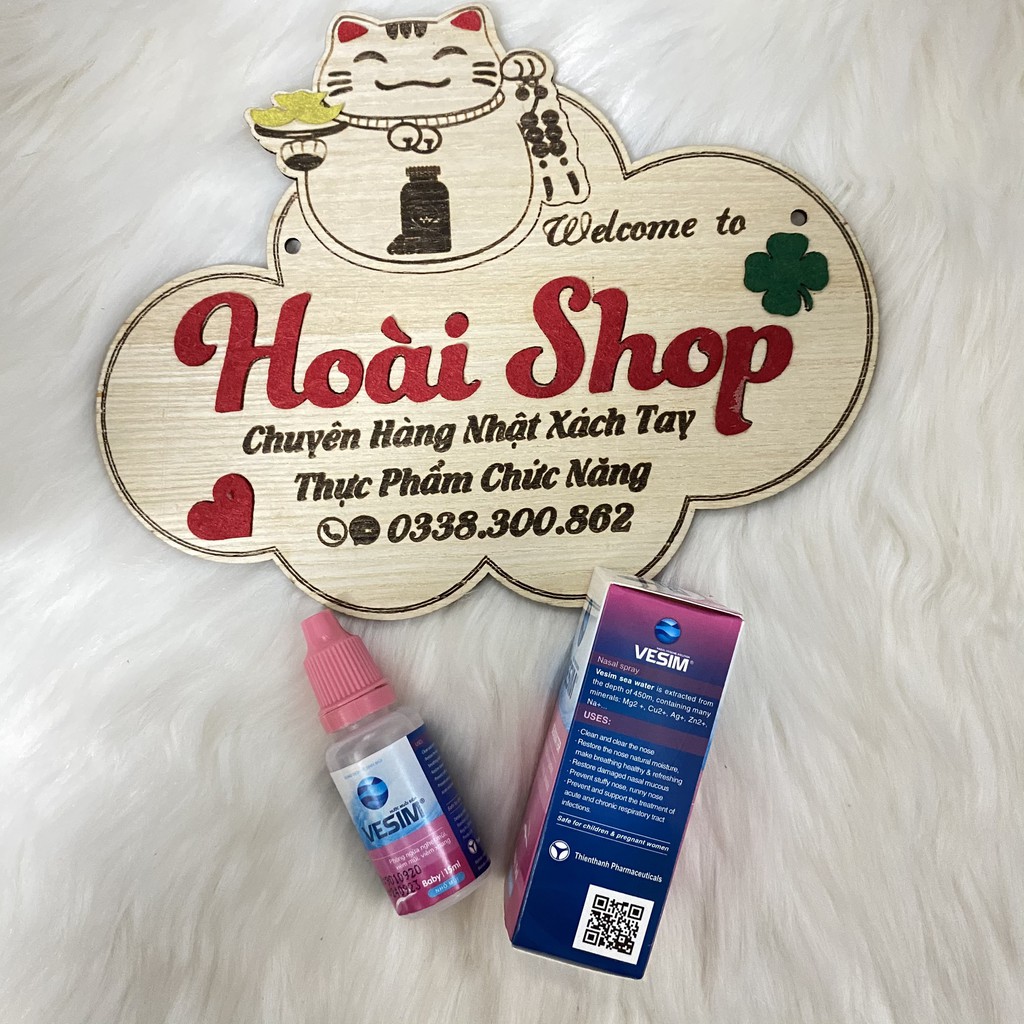 Welcome to
Hoài Shop
Chuyên Hàng Nhật Xách Tay
Thực Phẩm Chức Năng
0338.300.862
VESIM®
Nasal spray
Vesim sea water is extracted from
the depth of 450m, containing many
minerals: Mg2 +, Cu2+, Ag+, Zn2+,
Na+...
USES:
· Clean and clear the nose
· Restore the nose natural moisture,
make breathing healthy & refreshing
· Restore damaged nasal mucous
· Prevent stuffy nose, runny nose
· Prevent and support the treatment of
acute and chronic respiratory tract
infections.
Safe for children & pregnant women
Thienthanh Pharmaceuticals
VESIM®
Baby 15ml